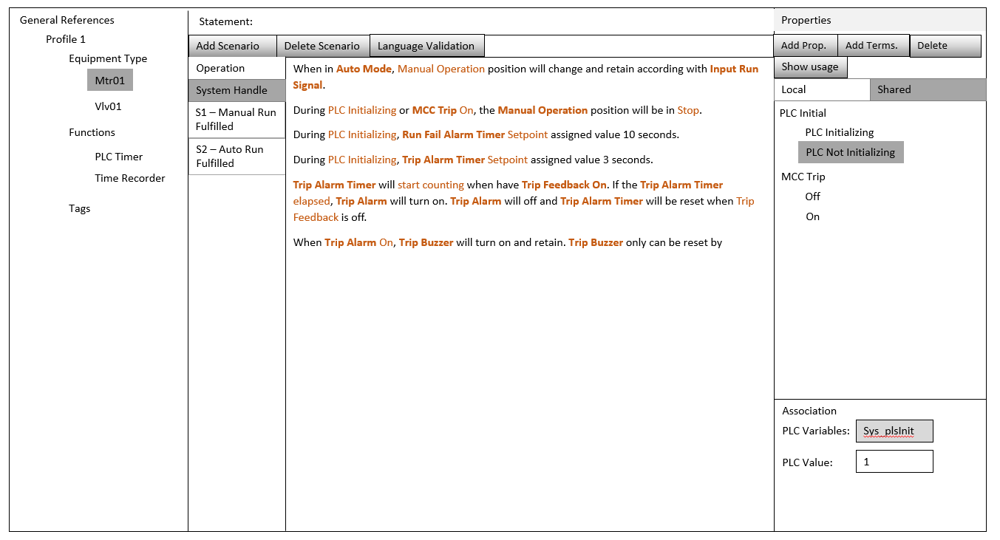 General References
Profile 1
Equipment Type
Mtr01
Vlv01
Functions
PLC Timer
Time Recorder
Tags
Statement:
Add Scenario
Delete Scenario
Language Validation
Operation
System Handle
S1 – Manual Run
Fulfilled
S2 – Auto Run
Fulfilled
When in Auto Mode, Manual Operation position will change and retain according with Input Run
Signal.
During PLC Initializing or MCC Trip On, the Manual Operation position will be in Stop.
During PLC Initializing, Run Fail Alarm Timer Setpoint assigned value 10 seconds.
During PLC Initializing, Trip Alarm Timer Setpoint assigned value 3 seconds.
Trip Alarm Timer will start counting when have Trip Feedback On. If the Trip Alarm Timer
elapsed, Trip Alarm will turn on. Trip Alarm will off and Trip Alarm Timer will be reset when Trip
Feedback is off.
When Trip Alarm On, Trip Buzzer will turn on and retain. Trip Buzzer only can be reset by
Properties
Add Prop.
Add Terms.
Delete
Show usage
Local
Shared
PLC Initial
PLC Initializing
PLC Not Initializing
MCC Trip
Off
On
Association
PLC Variables: Sys_plsInit
PLC Value: 1